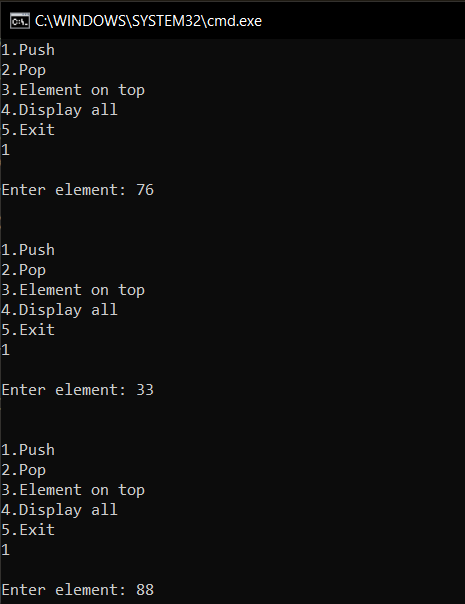 C:\WINDOWS\SYSTEM32\cmd.exe
1.Push
2.Pop
3.Element on top
4.Display all
5.Exit
1
Enter element: 76
1.Push
2.Pop
3.Element on top
4.Display all
5.Exit
1
Enter element: 33
1.Push
2.Pop
3.Element on top
4.Display all
5.Exit
1
Enter element: 88